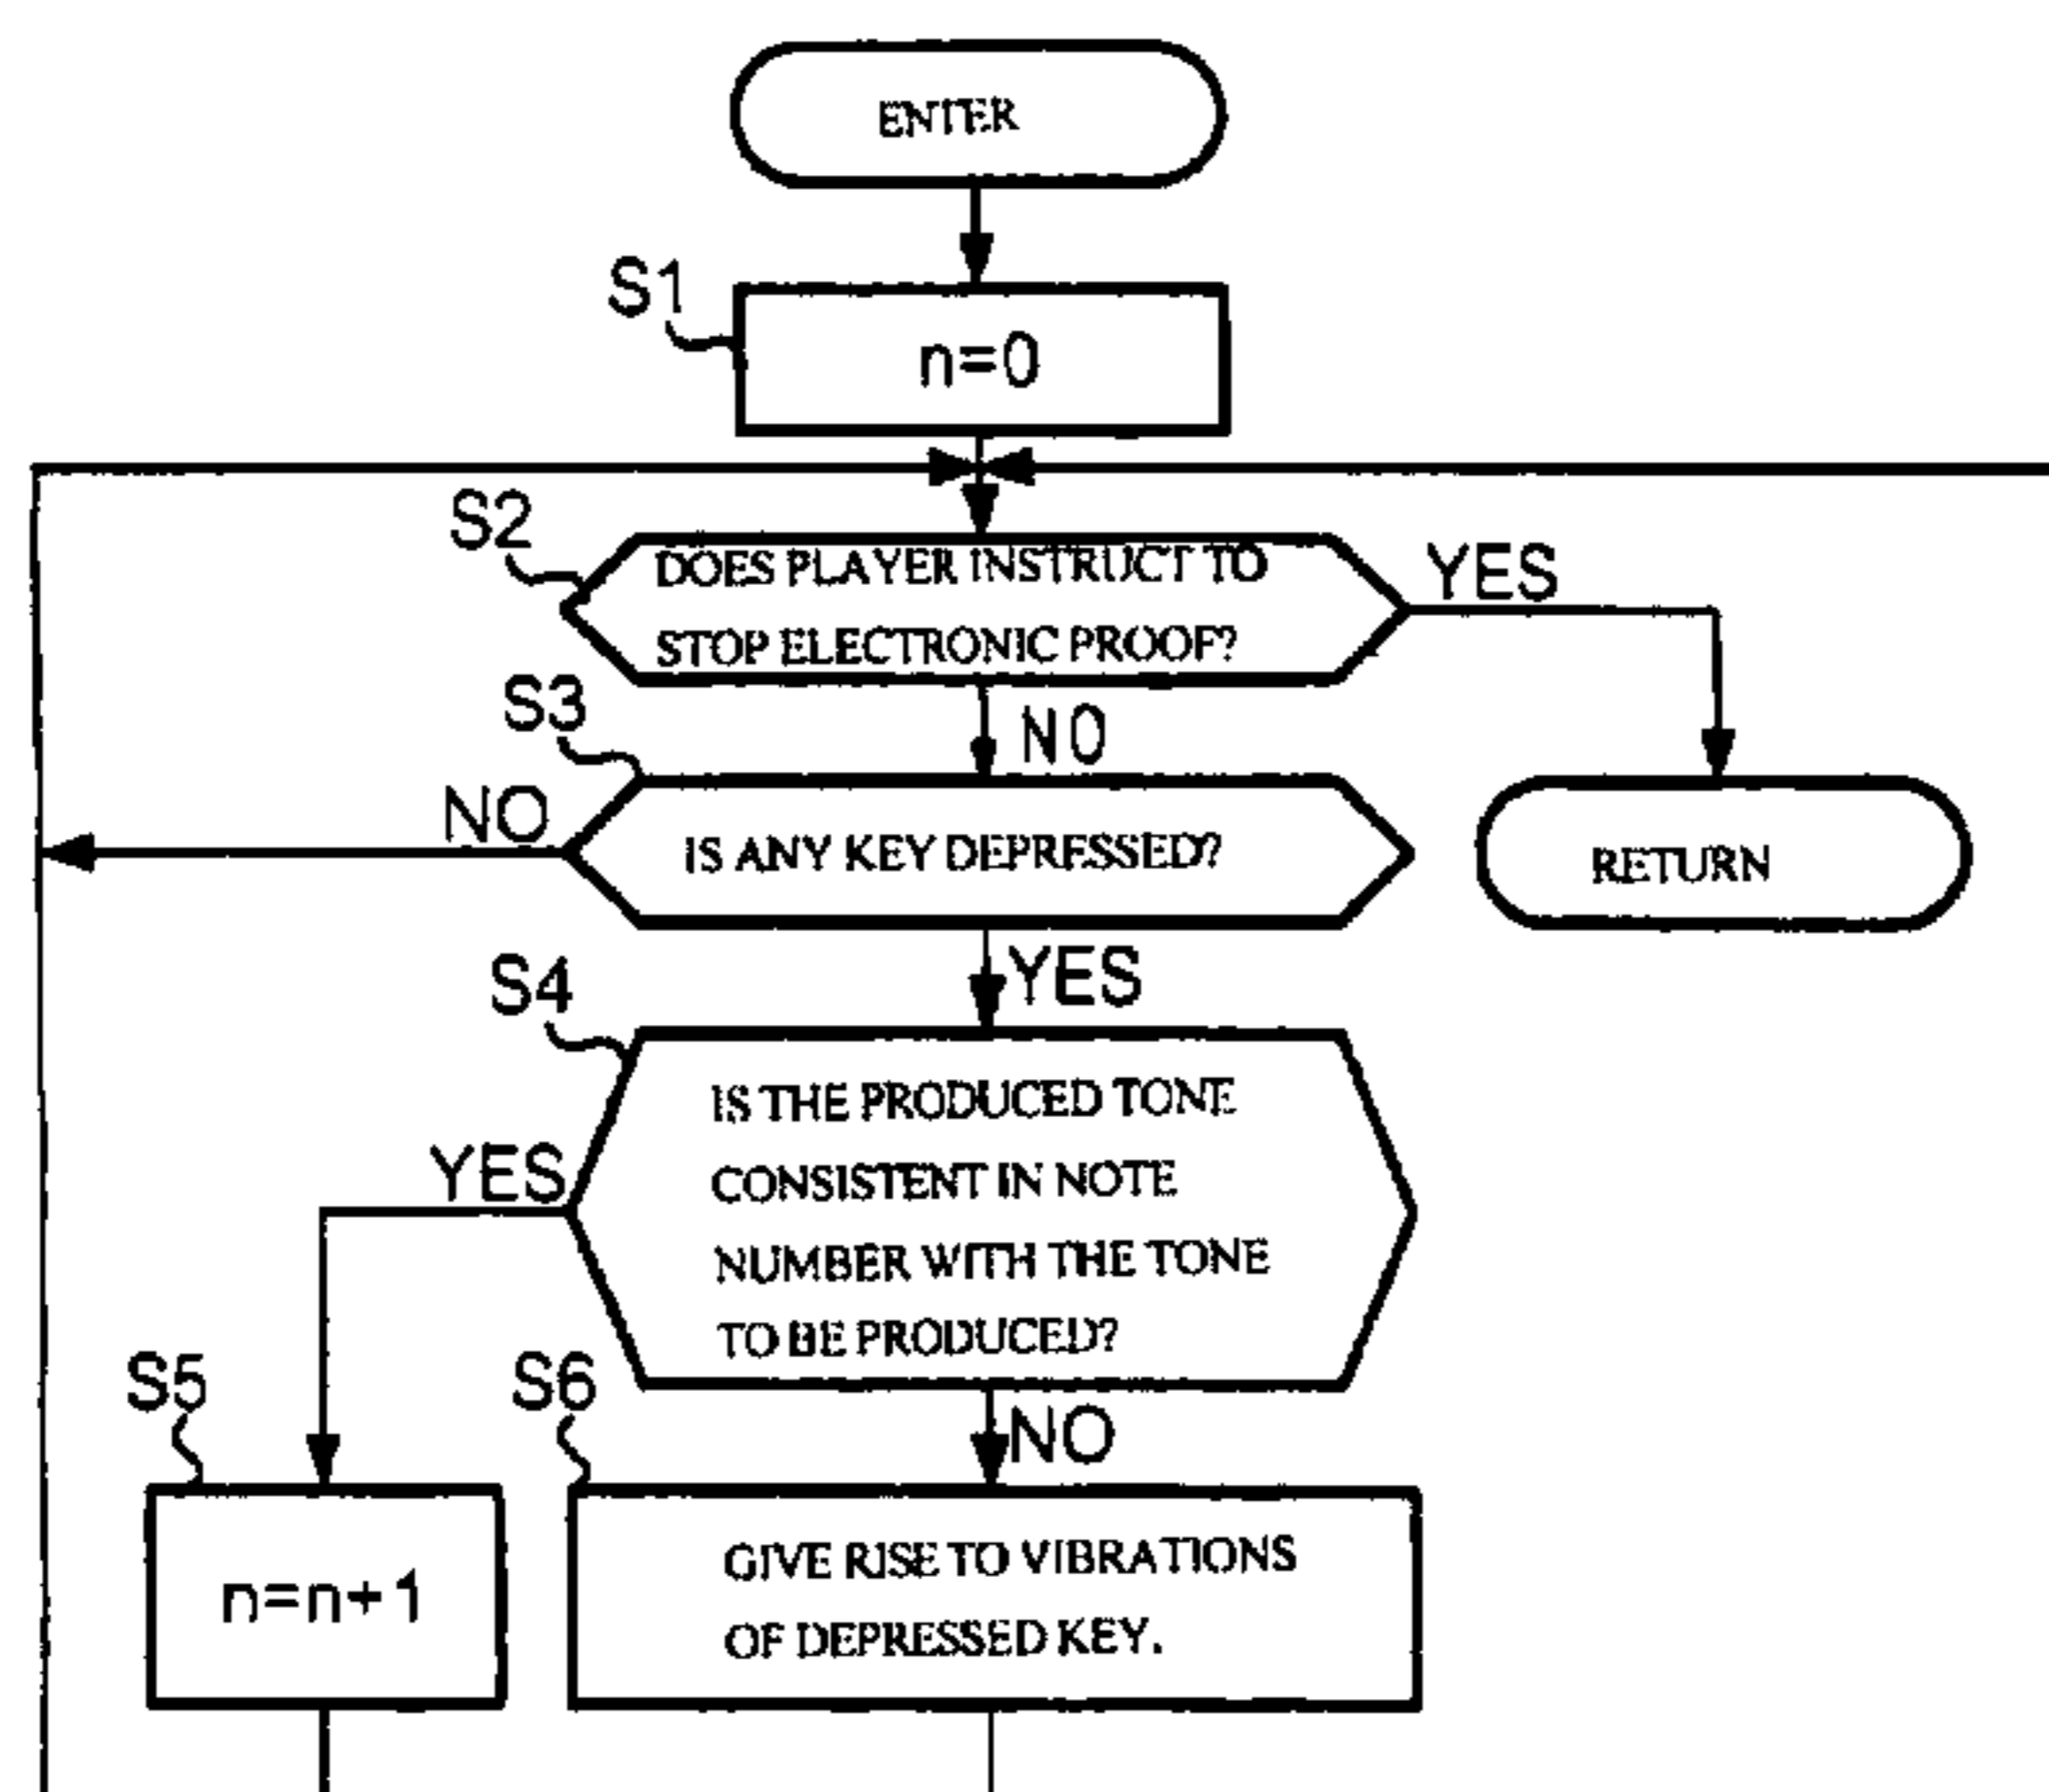 ENTER
S1
n=0
S2
DOES PLAYER INSTRUCT TO
STOP ELECTRONIC PROOF?
YES
NO
S3
NO
IS ANY KEY DEPRESSED?
RETURN
YES
S4
IS THE PRODUCED TONE
CONSISTENT IN NOTE
NUMBER WITH THE TONE
TO BE PRODUCED?
YES
NO
S5
n=n+1
S6
GIVE RISE TO VIBRATIONS
OF DEPRESSED KEY.